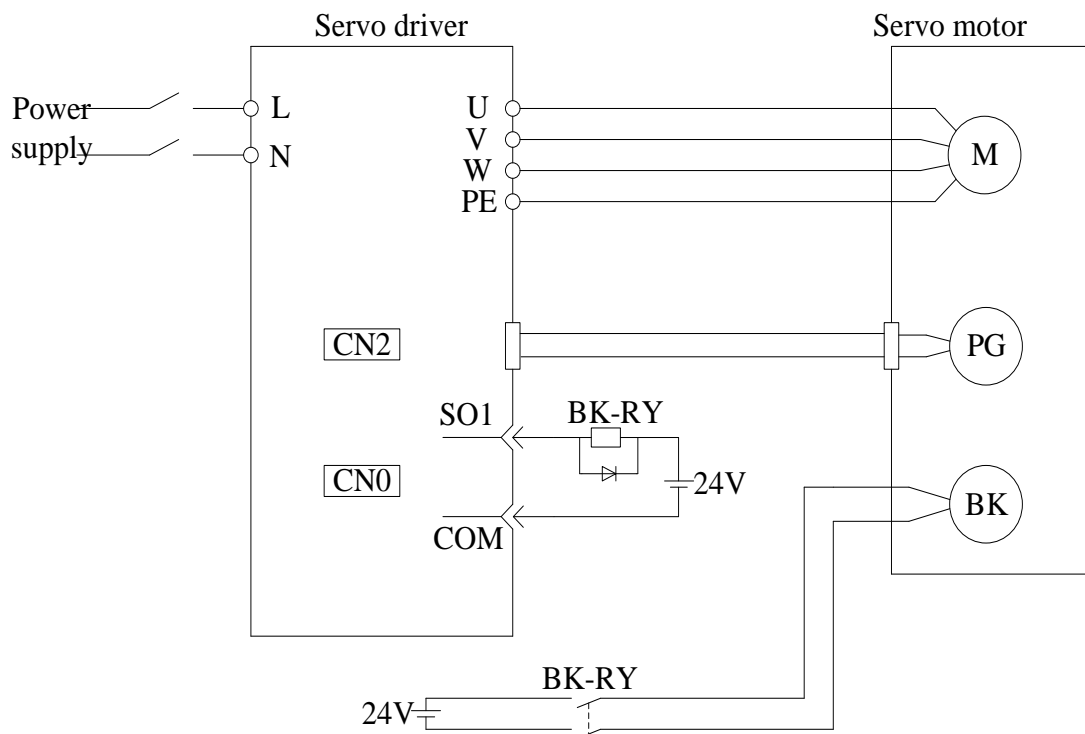 Servo driver
Servo motor
Power
supply
L
N
U
V
W
PE
M
CN2
PG
SO1
BK-RY
CN0
24V
COM
BK
BK-RY
24V